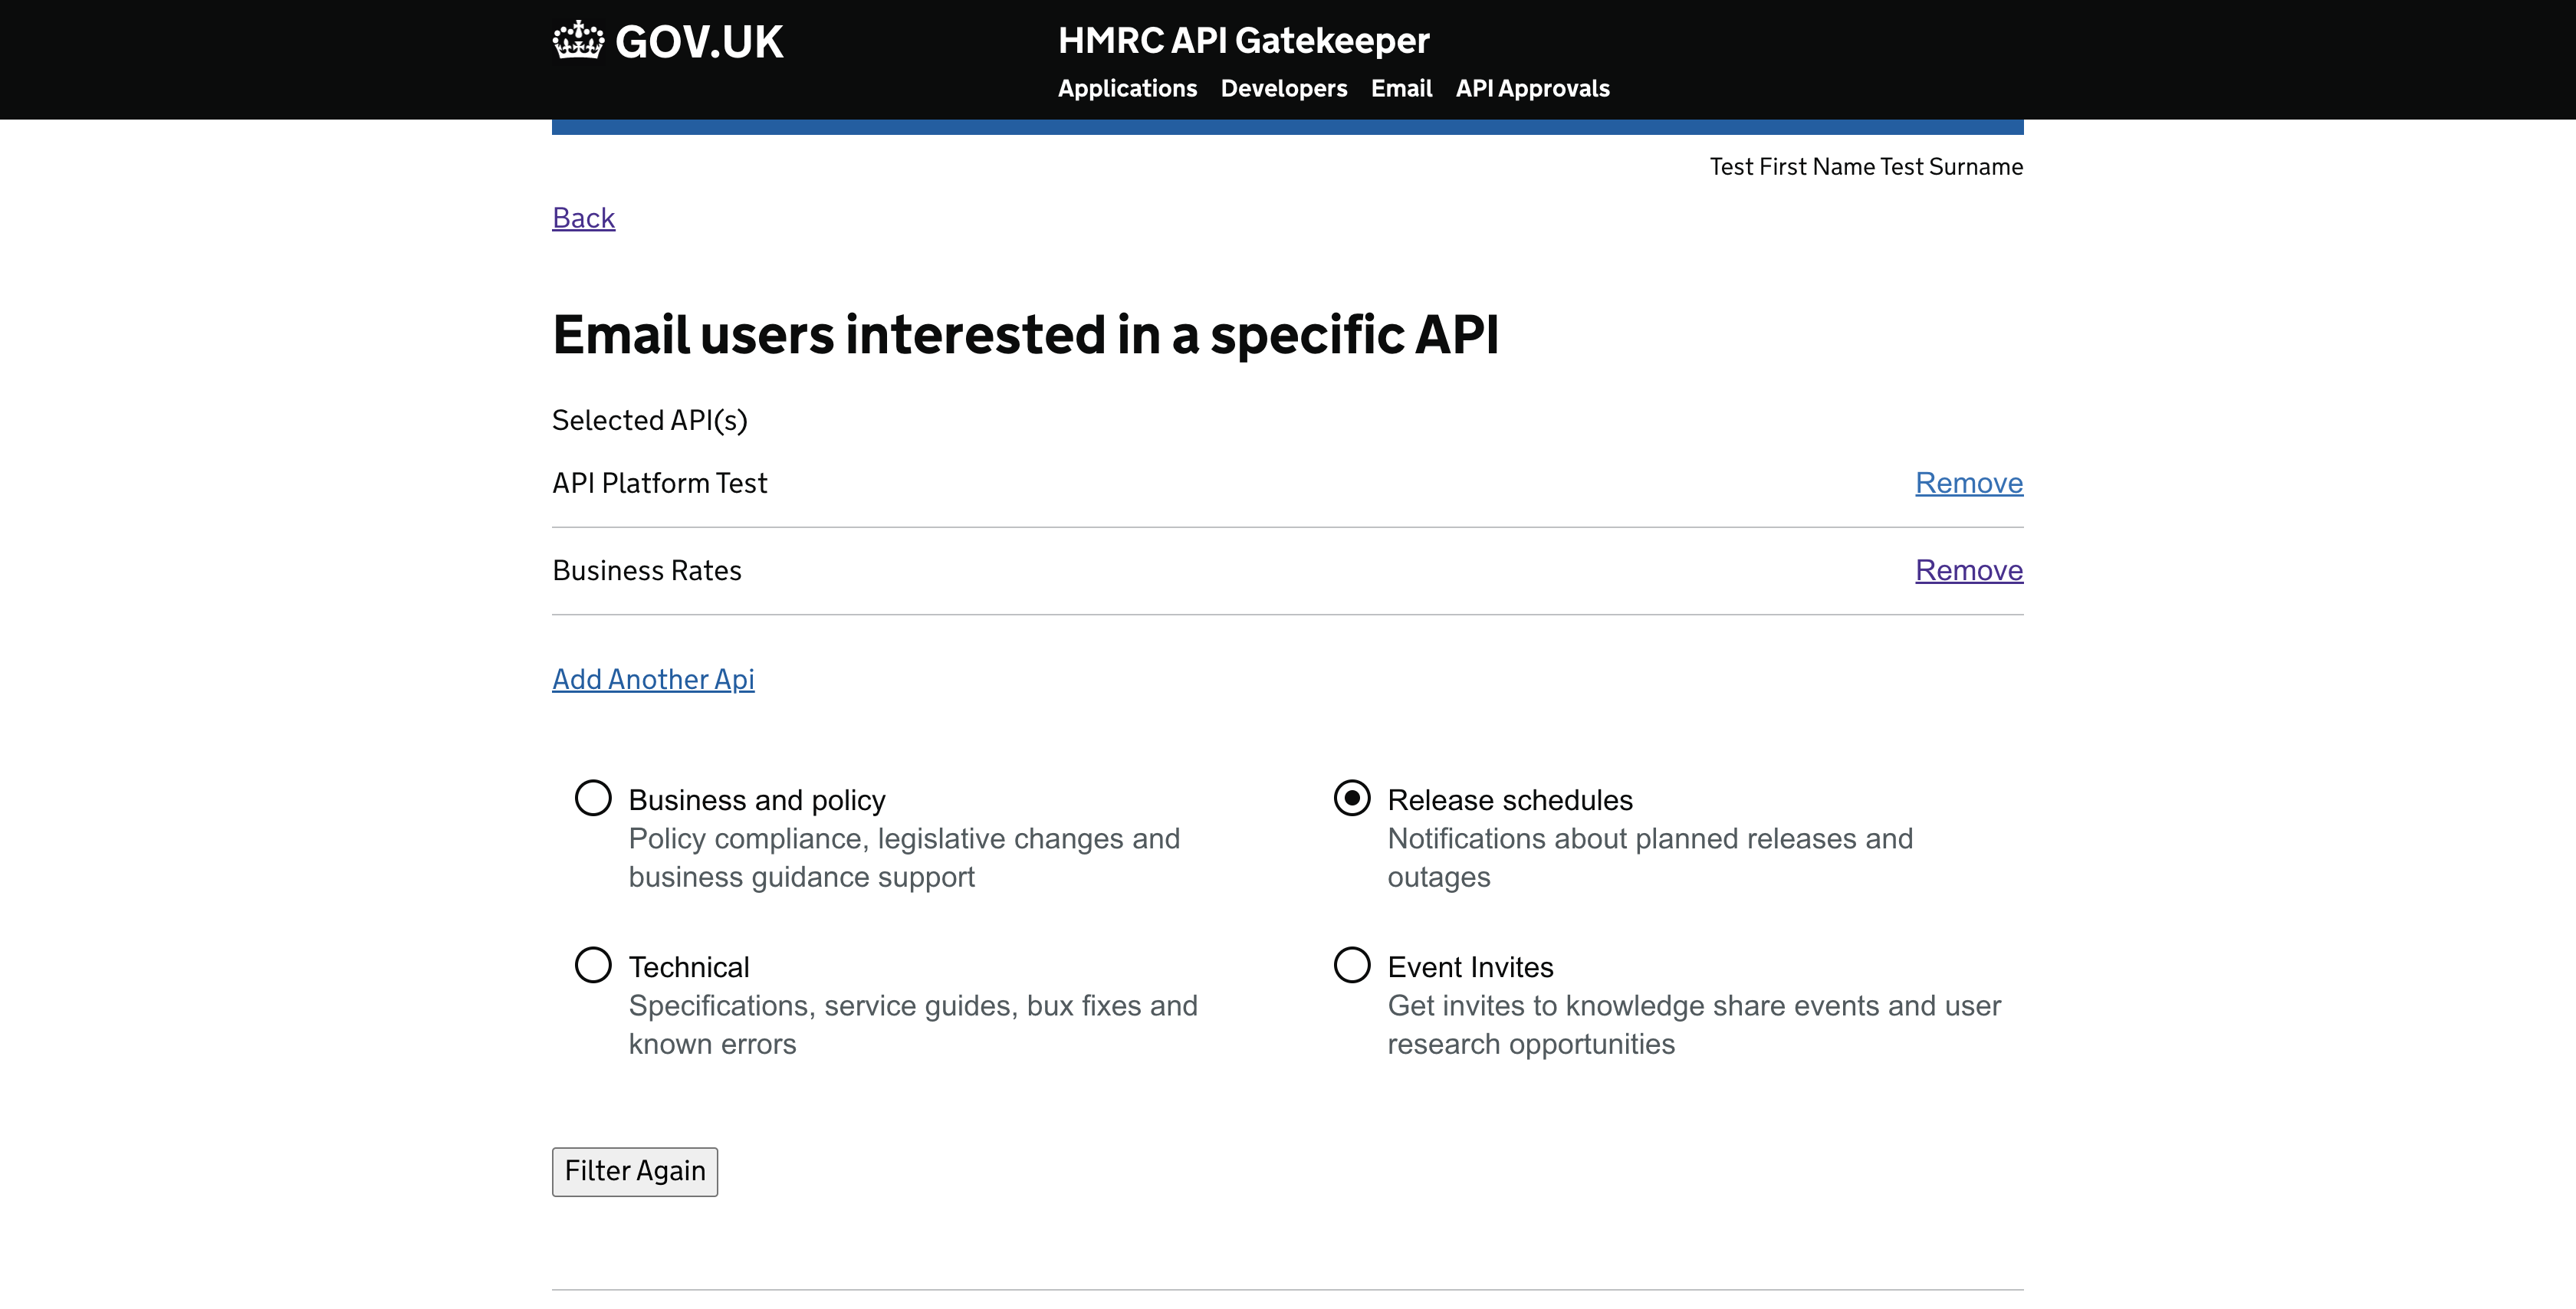 GOV.UK
HMRC API Gatekeeper
Applications Developers Email API Approvals
Test First Name Test Surname
Back
Email users interested in a specific API
Selected API(s)
API Platform Test Remove
Business Rates Remove
Add Another Api
Business and policy
Policy compliance, legislative changes and
business guidance support
Release schedules
Notifications about planned releases and
outages
Technical
Specifications, service guides, bux fixes and
known errors
Event Invites
Get invites to knowledge share events and user
research opportunities
Filter Again